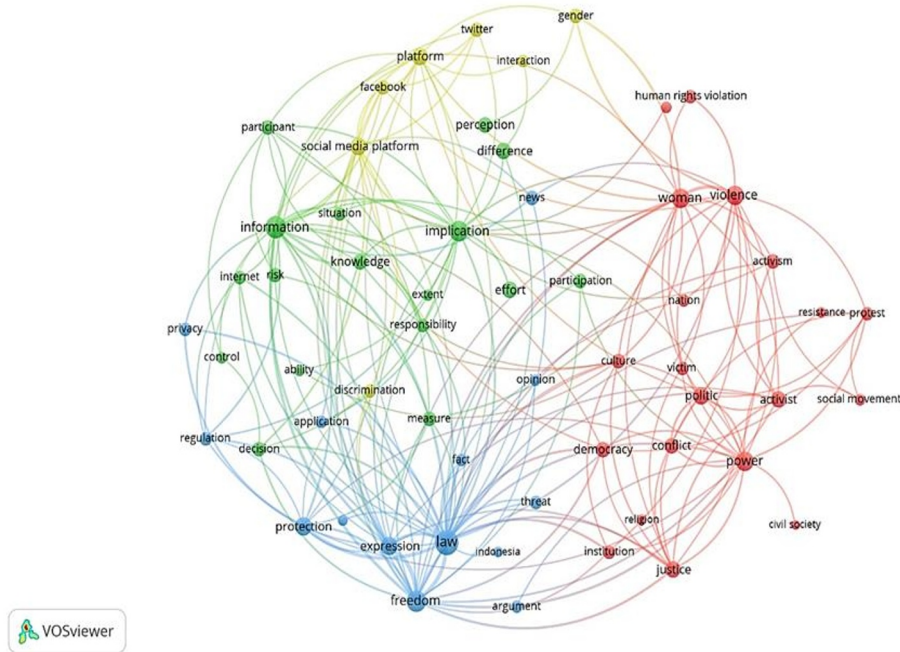 gender
twitter
platform
interaction
facebook
human rights violation
participant
perception
social media platform
difference
woman
violence
news
situation
information
implication
knowledge
activism
internet
risk
participation
effort
extent
nation
resistance
protest
responsibility
privacy
control
culture
victim
ability
opinion
discrimination
politic
activist
social movement
application
measure
regulation
decision
democracy
conflict
fact
power
threat
religion
civil society
protection
law
expression
indonesia
institution
justice
freedom
argument
VOSviewer